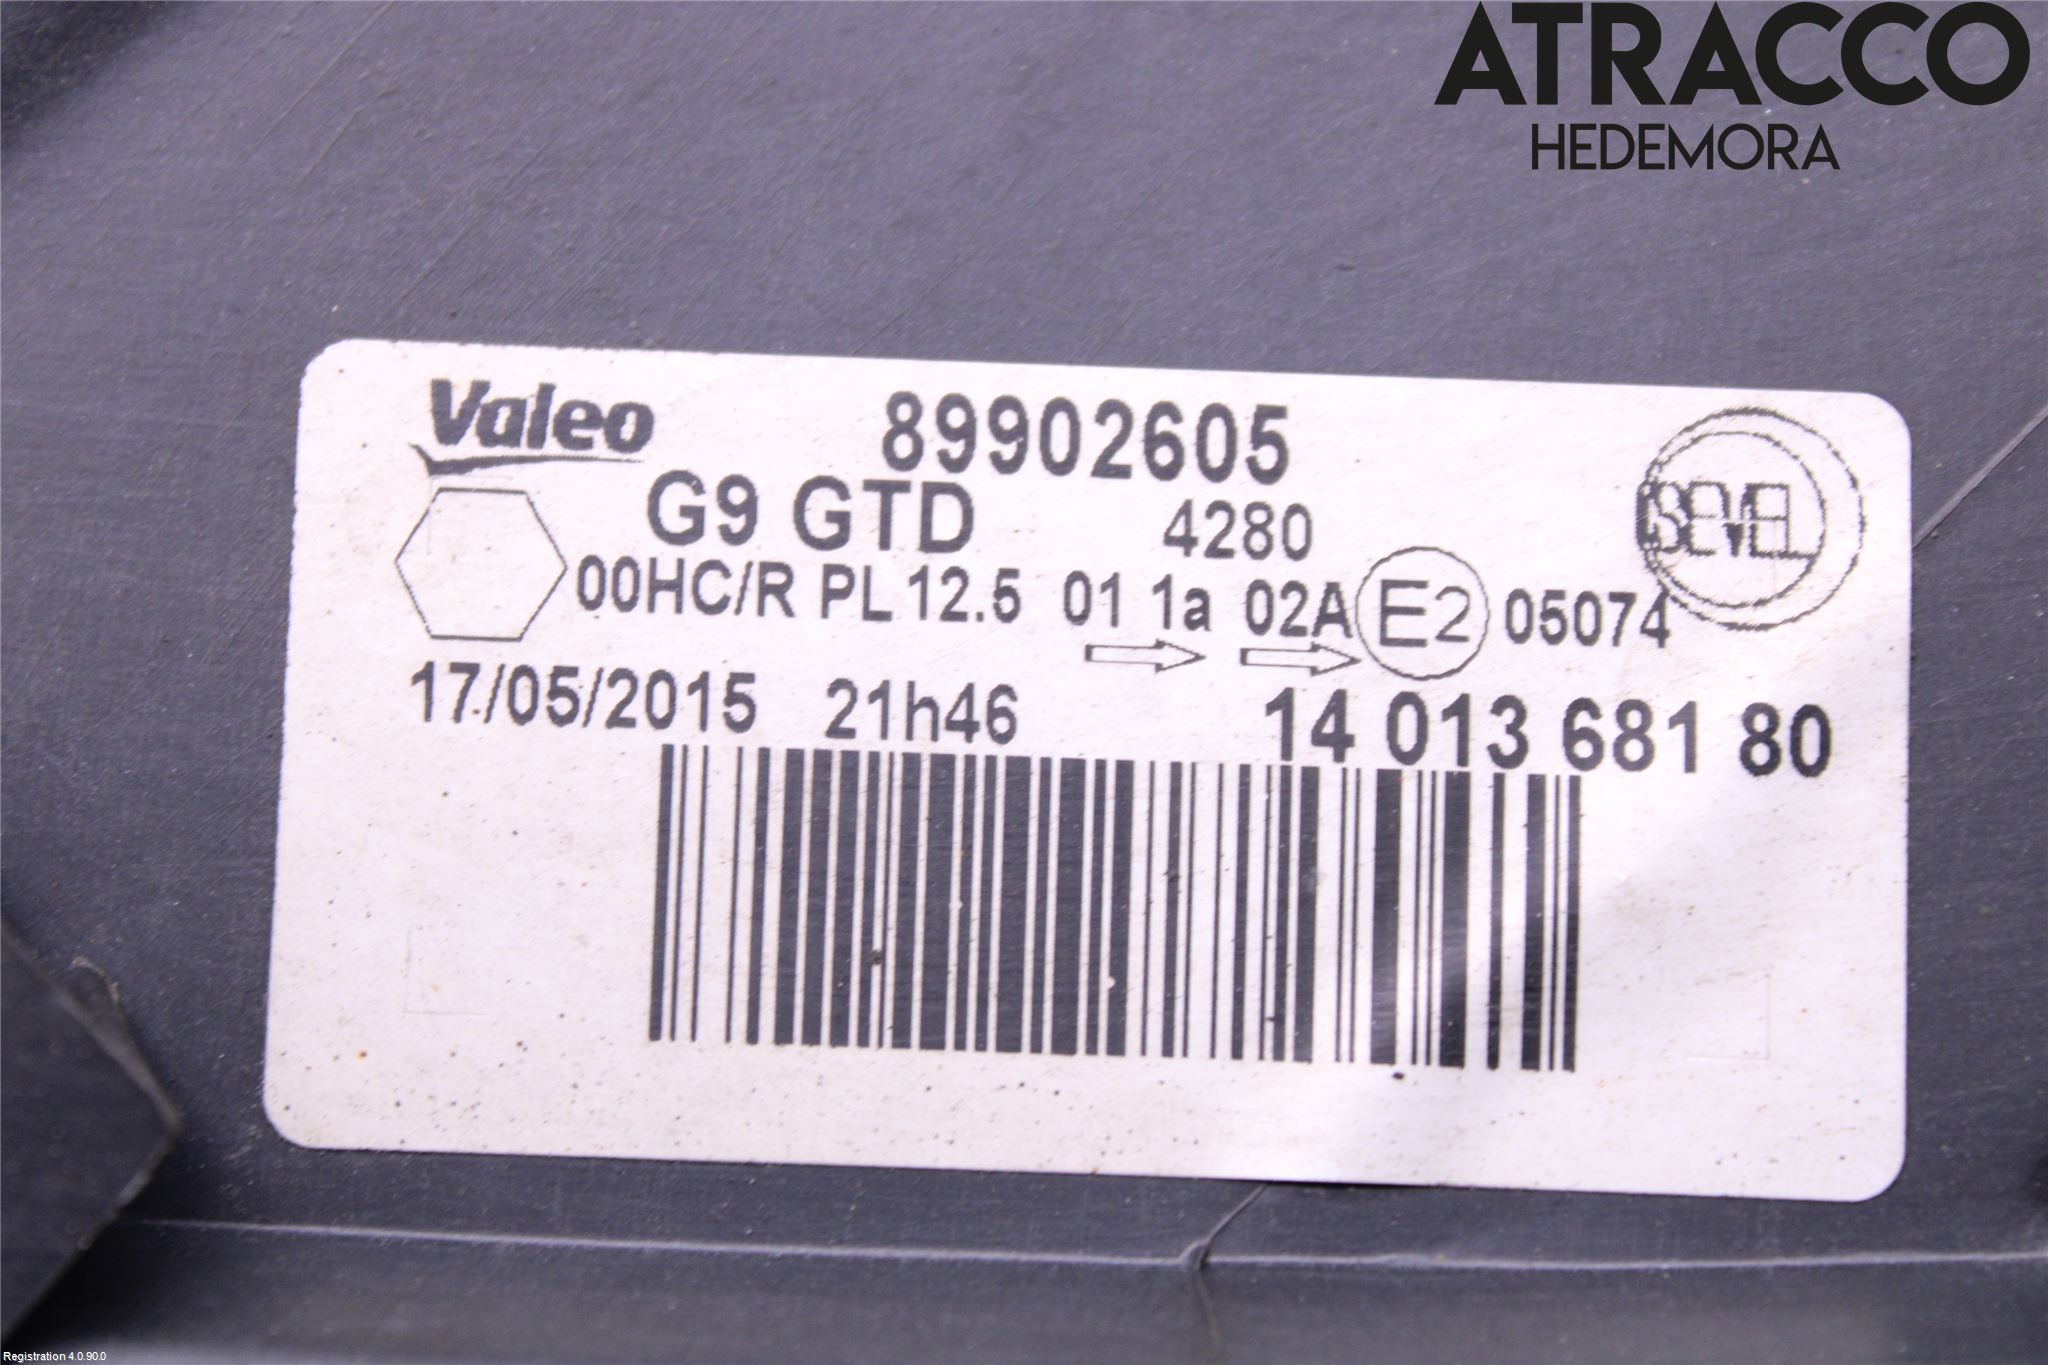 ATRACCO
HEDEMORA
Valeo 89902605
G9 GTD 4280
00HC/R PL 12.5 01 1a 02A E2 05074
17/05/2015 21h46 14 013 681 80
SEVEL
Registration 4.0.90.0